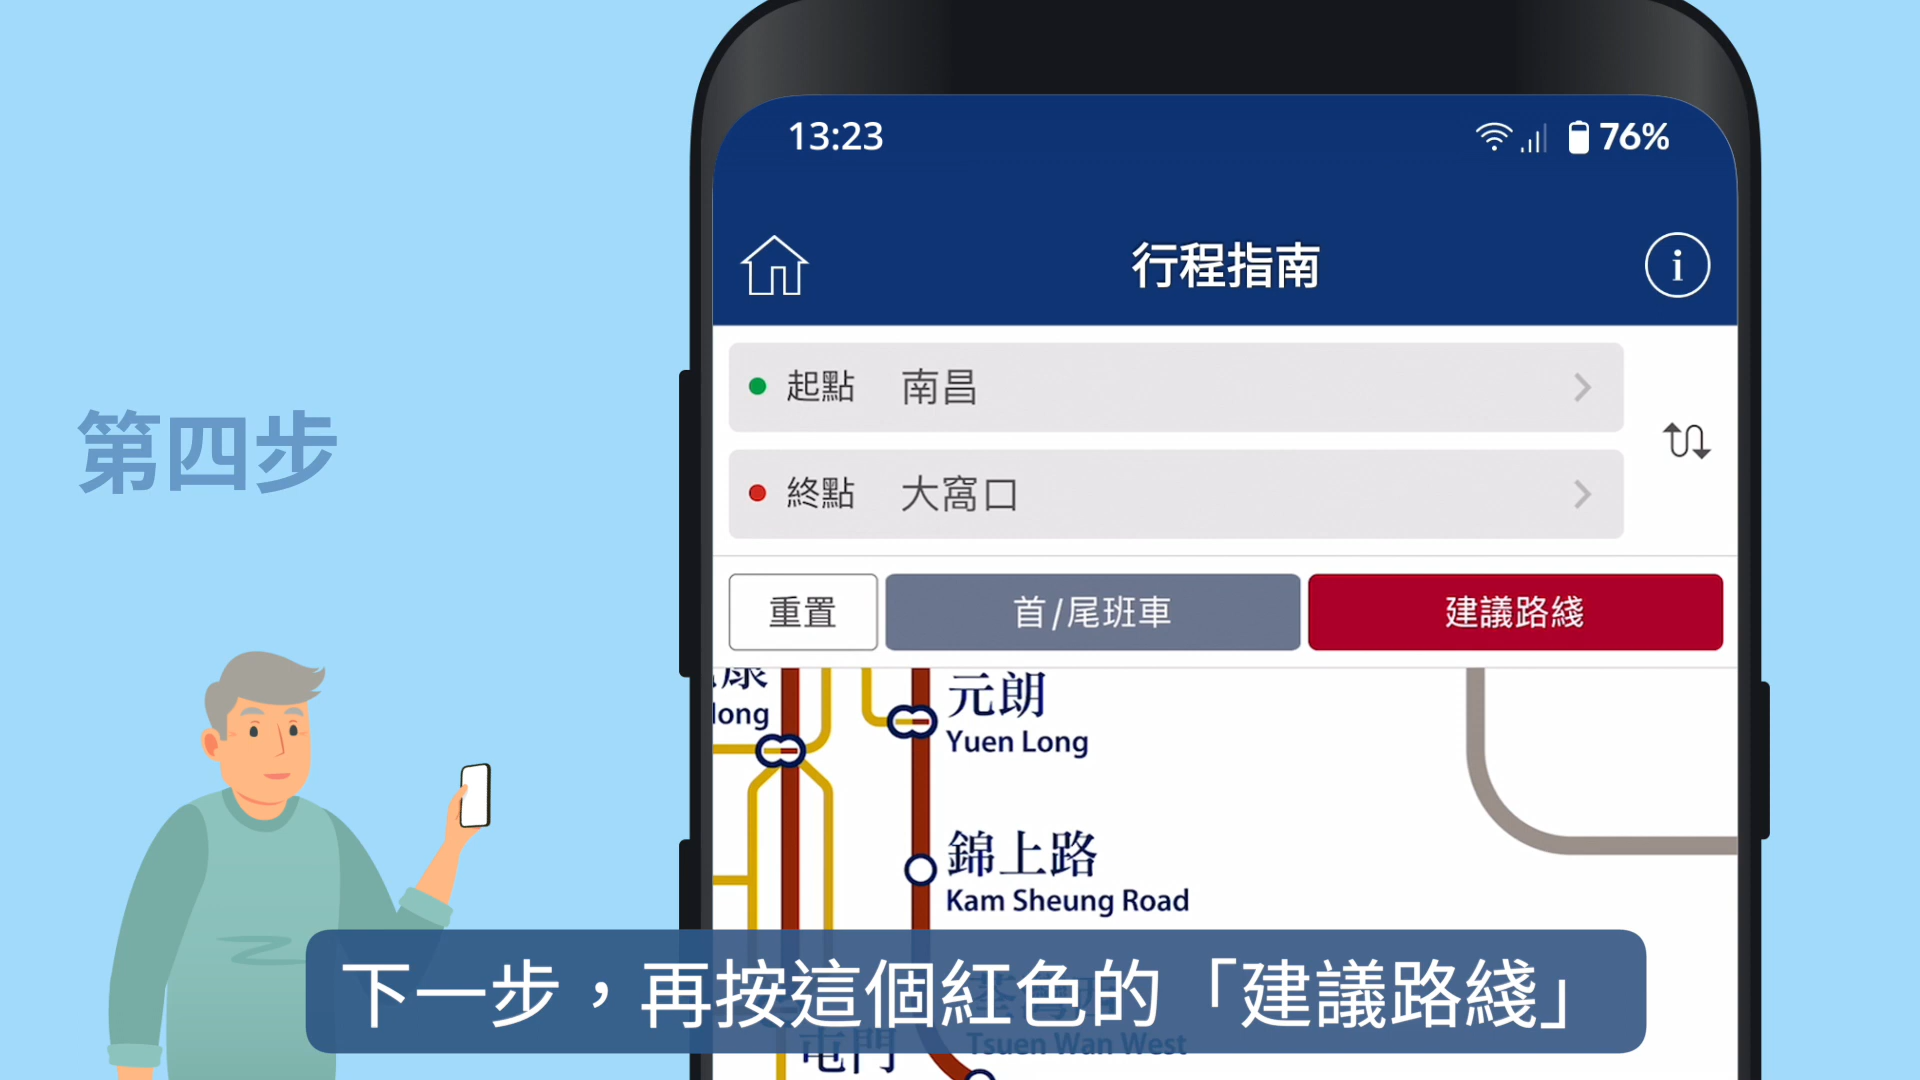 13:23
76%
行程指南
起點 南昌
終點 大窩口
重置
首/尾班車
建議路綫
第四步
康
long
元朗
Yuen Long
錦上路
Kam Sheung Road
下一步，再按這個紅色的「建議路綫」
Tsuen Wan West
屯門